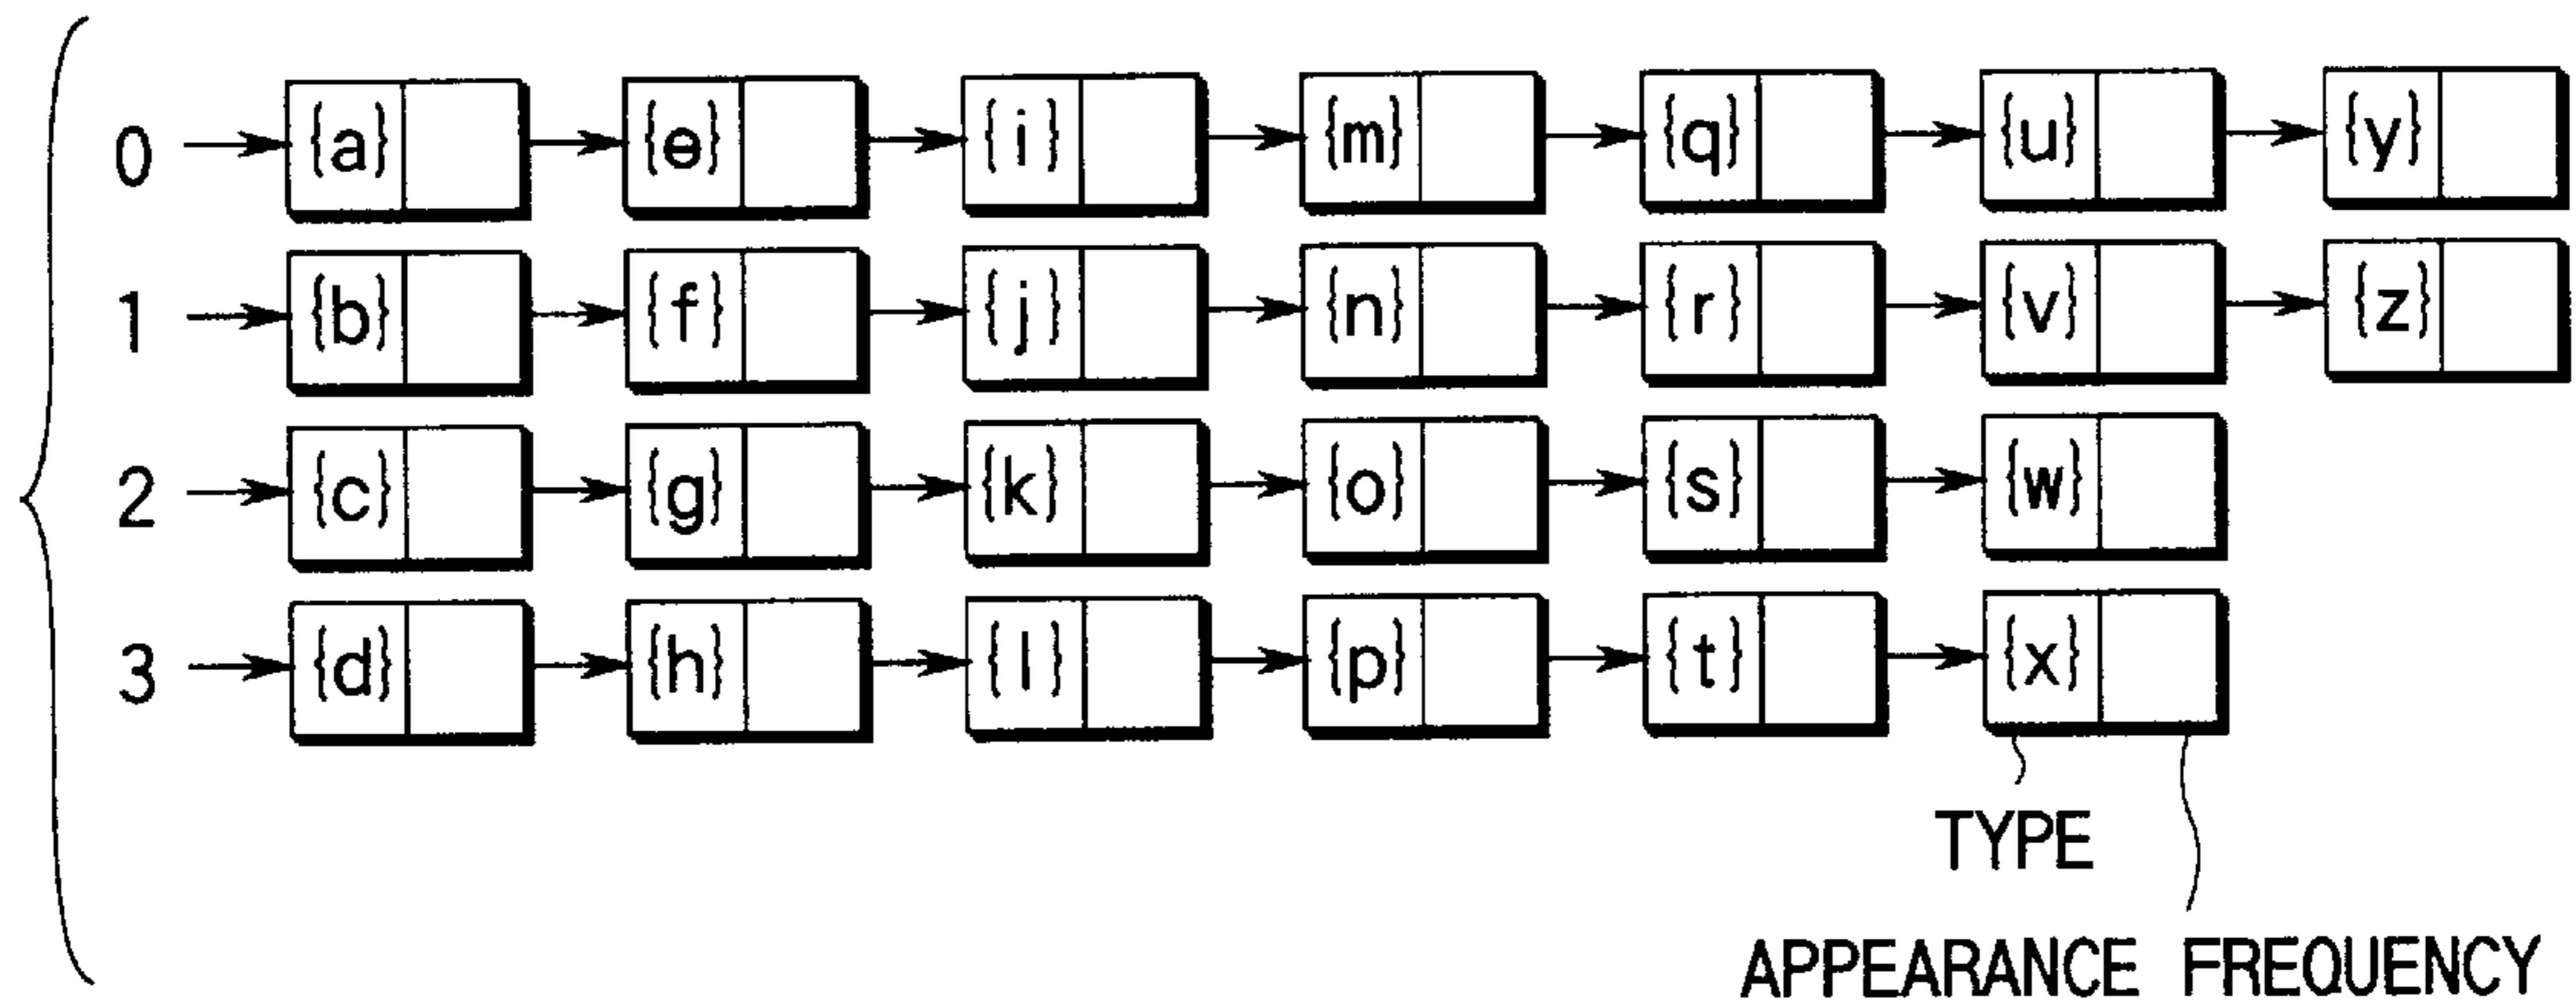 0 {a} {e} {i} {m} {q} {u} {y}
1 {b} {f} {j} {n} {r} {v} {z}
2 {c} {g} {k} {o} {s} {w}
3 {d} {h} {l} {p} {t} {x}
TYPE
APPEARANCE FREQUENCY